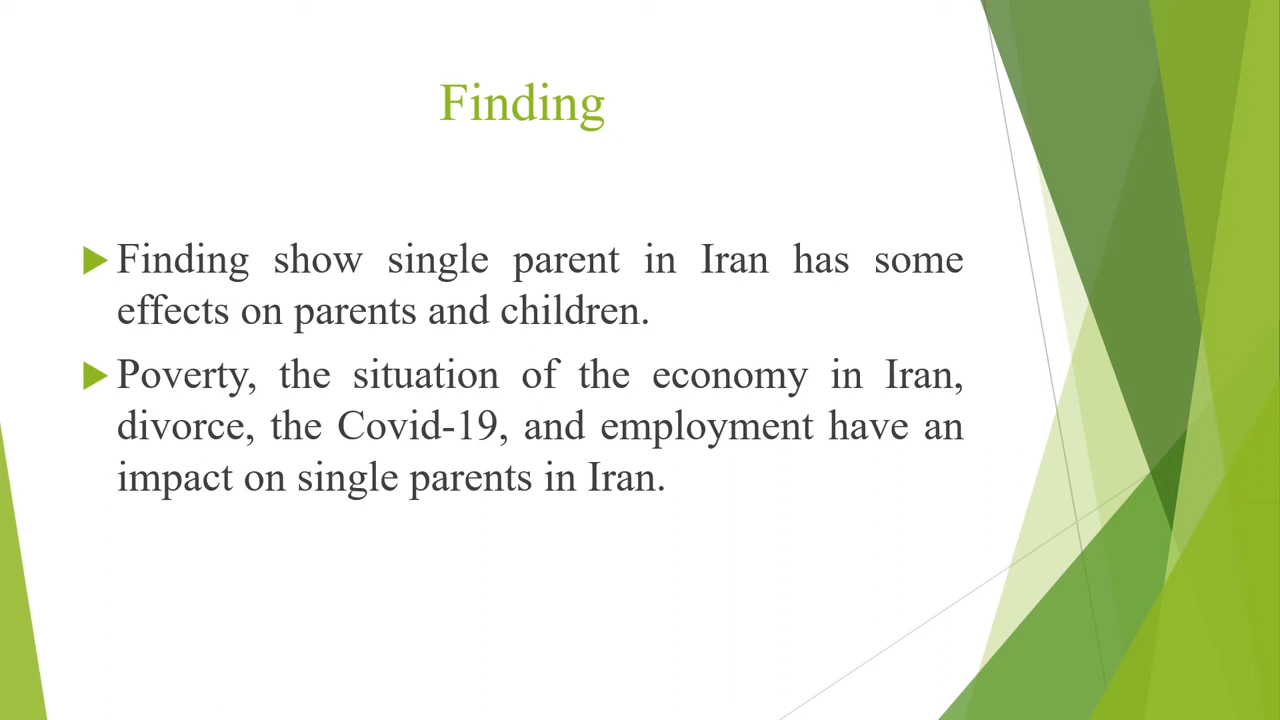 Finding
Finding show single parent in Iran has some
effects on parents and children.
Poverty, the situation of the economy in Iran,
divorce, the Covid-19, and employment have an
impact on single parents in Iran.